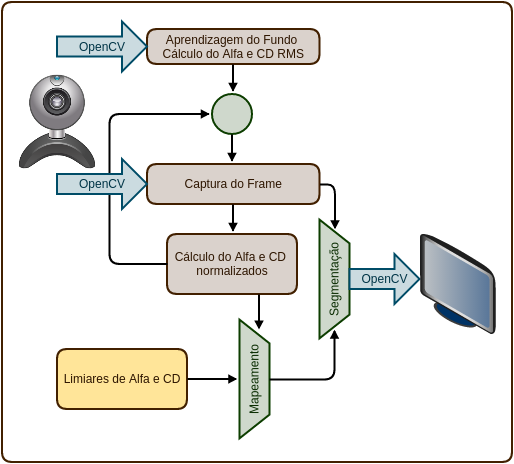 OpenCV
Aprendizagem do Fundo
Cálculo do Alfa e CD RMS
OpenCV
Captura do Frame
Cálculo do Alfa e CD
normalizados
Segmentação
OpenCV
Limiares de Alfa e CD
Mapeamento